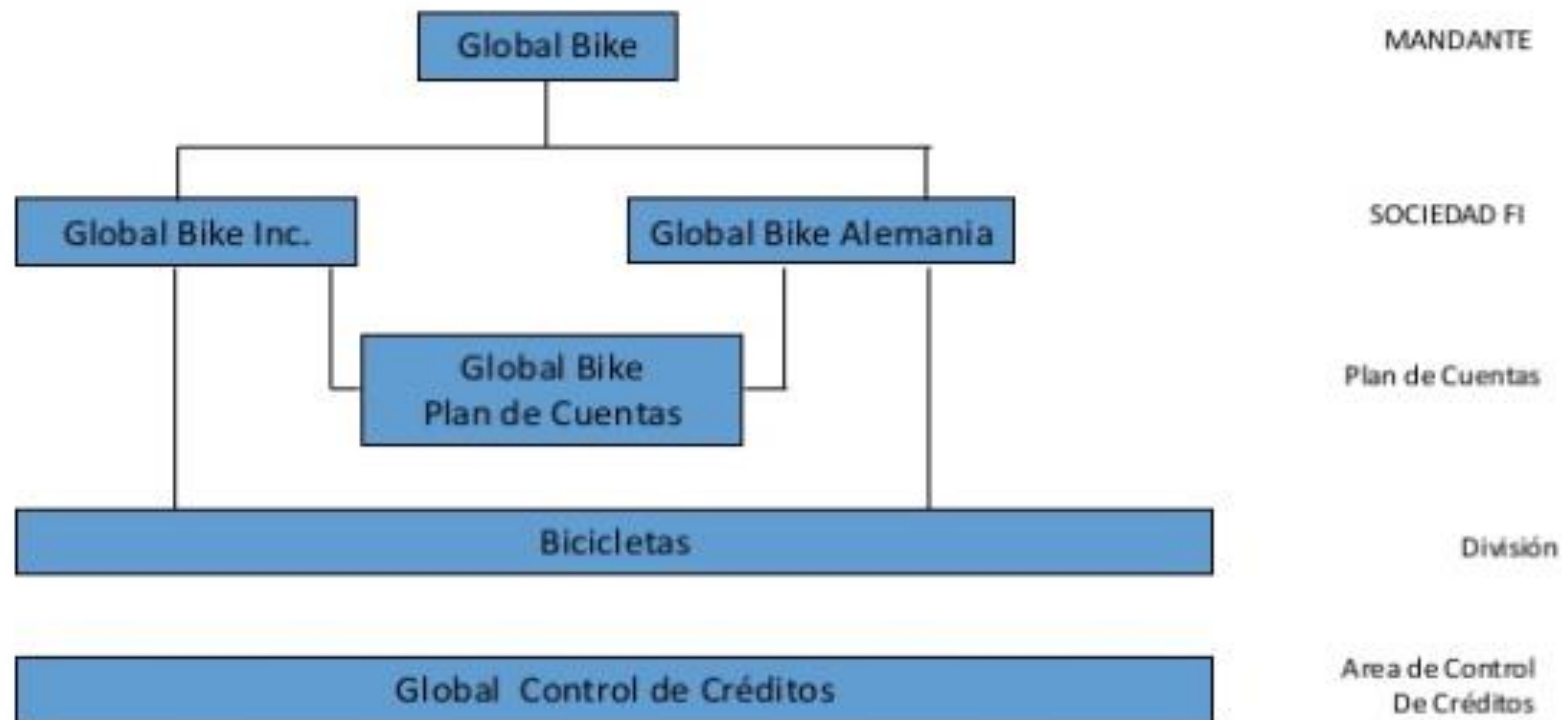 Global Bike
MANDANTE
Global Bike Inc.
Global Bike Alemania
SOCIEDAD FI
Global Bike
Plan de Cuentas
Plan de Cuentas
Bicicletas
División
Global Control de Créditos
Area de Control
De Créditos